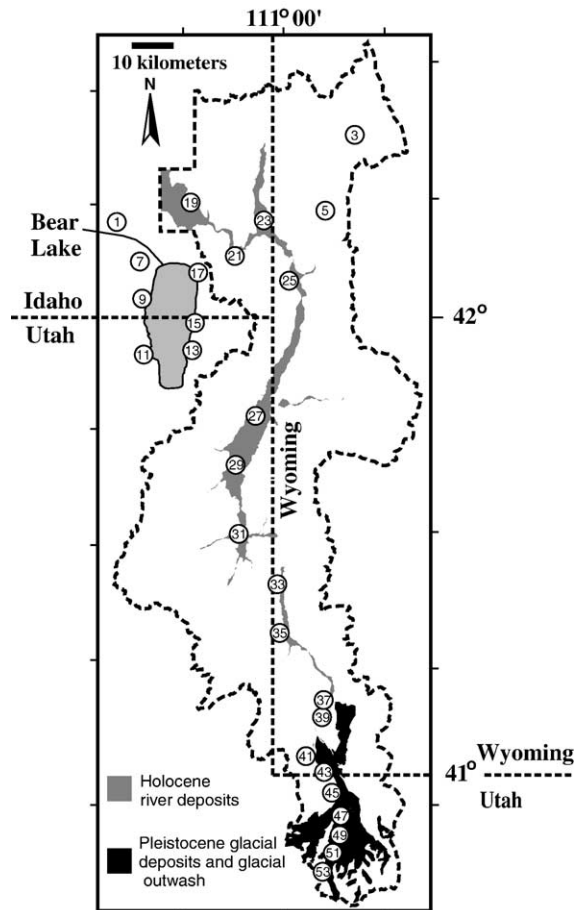 111° 00'
10 kilometers
N
3
19
5
1
23
Bear
Lake
21
7
17
25
9
Idaho
15
42°
Utah
13
11
27
Wyoming
29
31
33
35
37
39
41
Wyoming
43
41°
Utah
45
Holocene
river deposits
47
49
Pleistocene glacial
deposits and glacial
outwash
51
53